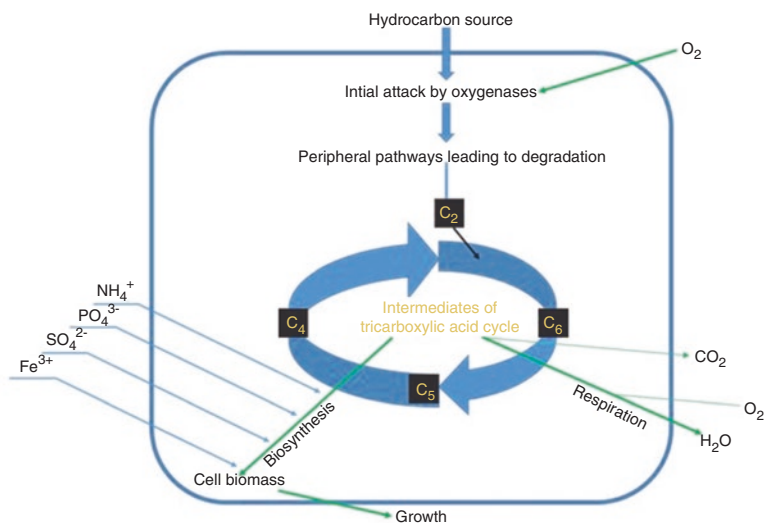 Hydrocarbon source
O₂
Intial attack by oxygenases
Peripheral pathways leading to degradation
C₂
NH₄⁺
PO₄³⁻
SO₄²⁻
Fe³⁺
Intermediates of
tricarboxylic acid cycle
C₄
C₆
CO₂
C₅
Respiration
O₂
Biosynthesis
H₂O
Cell biomass
Growth